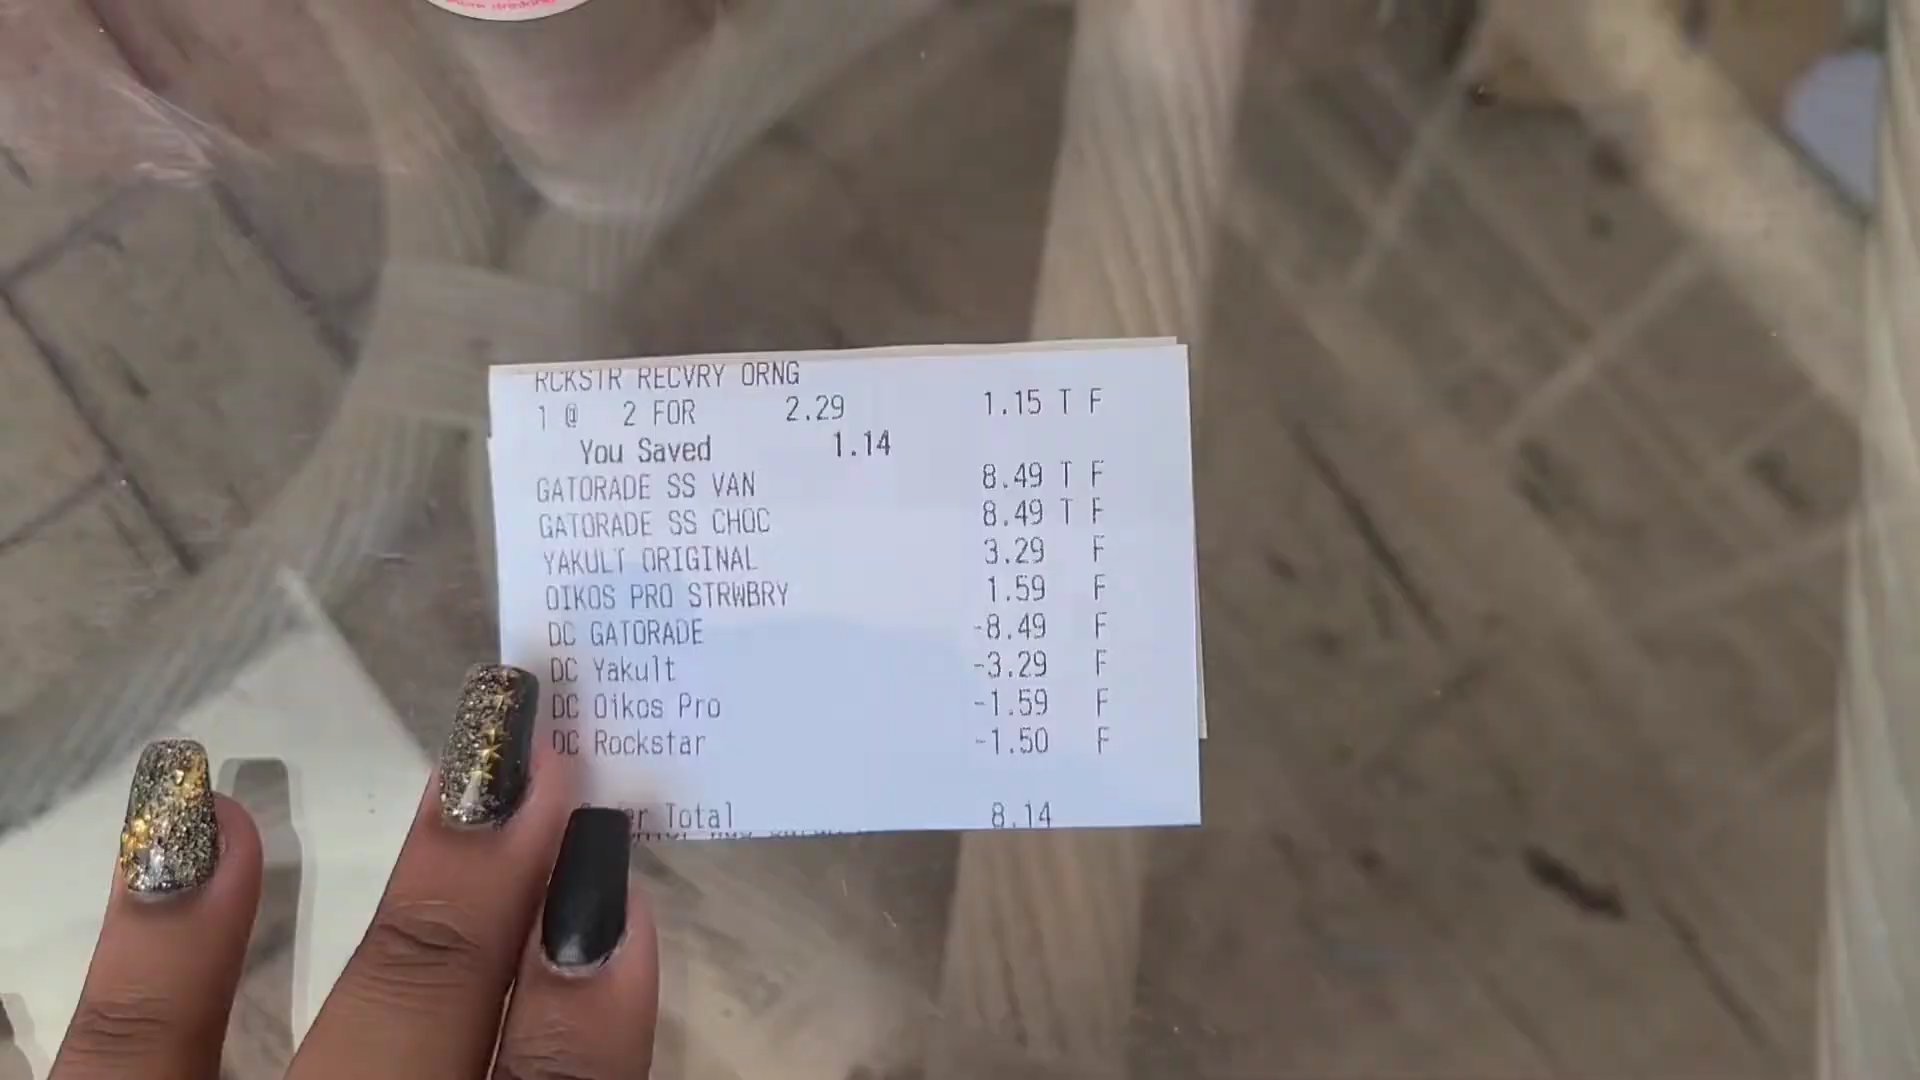 RCKSTR RECVRY ORNG
1 @ 2 FOR 2.29 1.15 T F
You Saved 1.14
GATORADE SS VAN 8.49 T F
GATORADE SS CHOC 8.49 T F
YAKULT ORIGINAL 3.29 F
OIKOS PRO STRWBRY 1.59 F
DC GATORADE -8.49 F
DC Yakult -3.29 F
DC Oikos Pro -1.59 F
DC Rockstar -1.50 F
Total 8.14